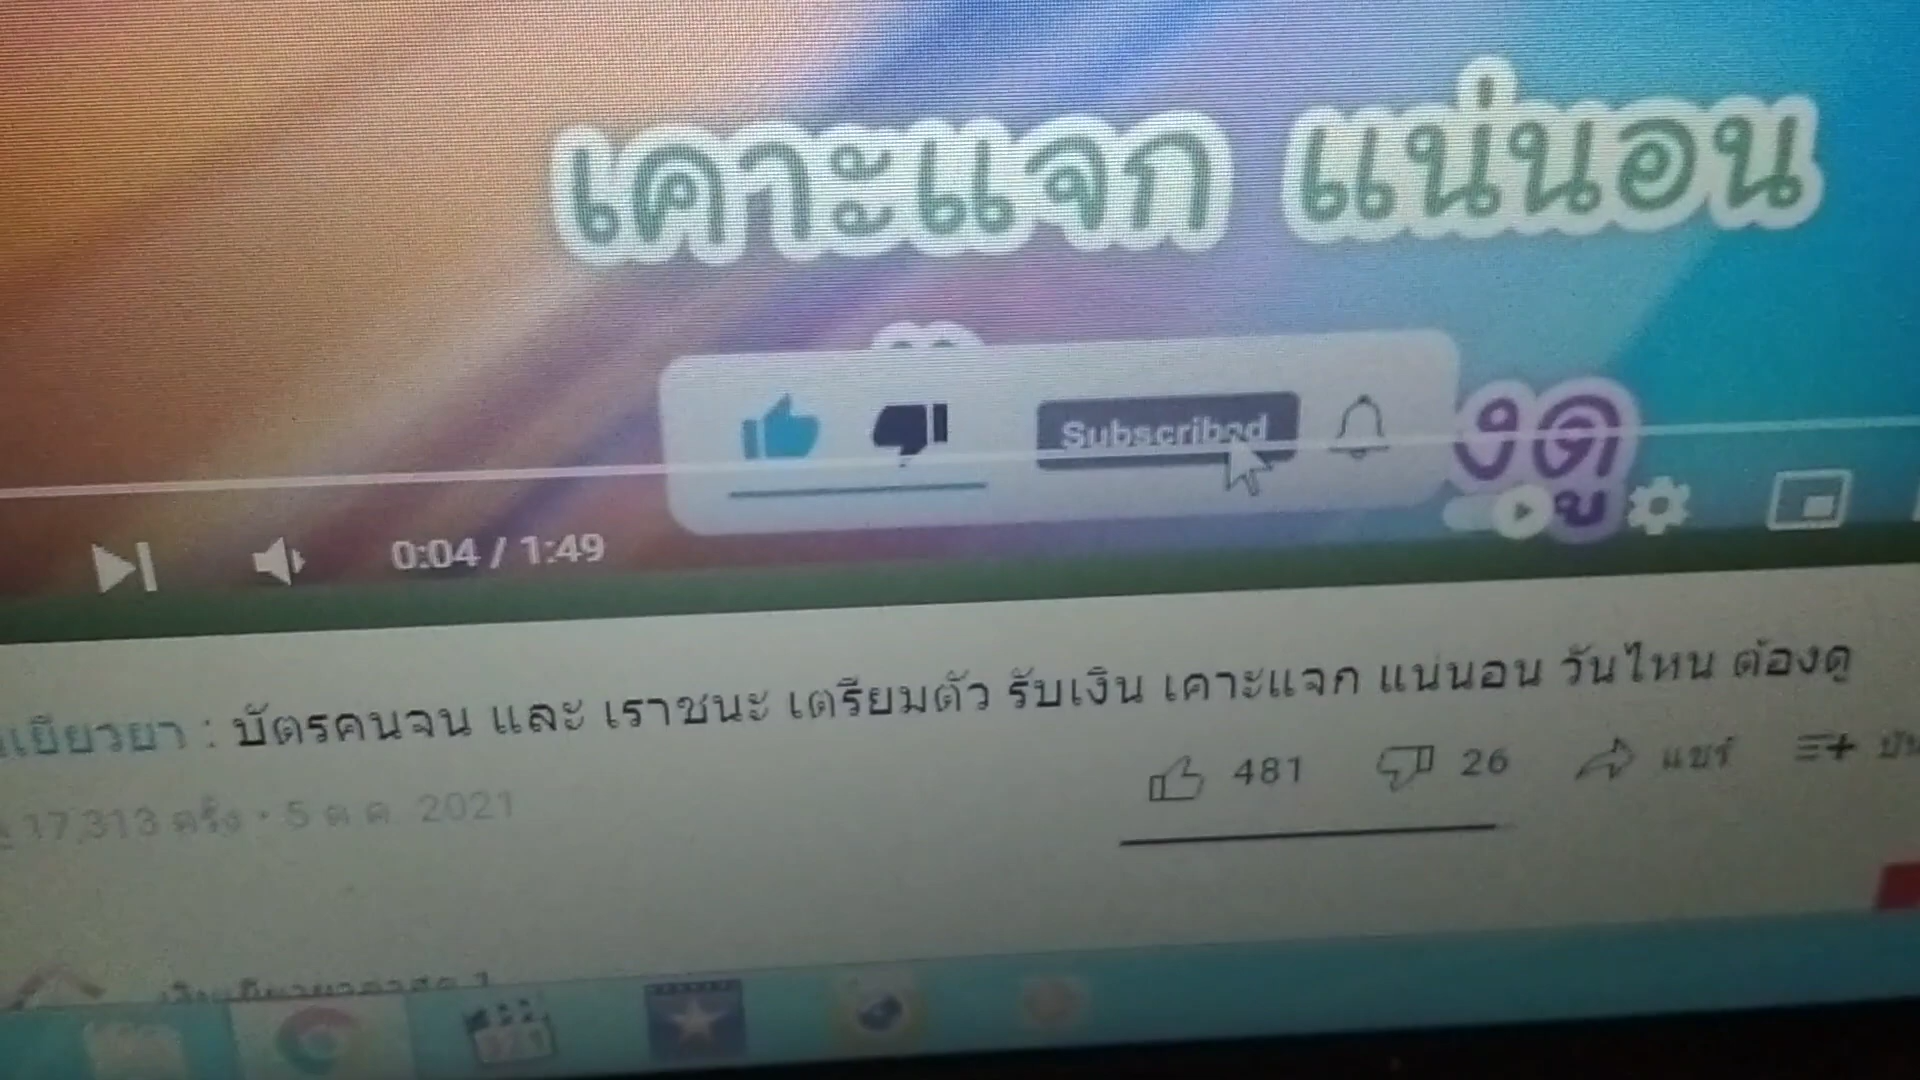 เคาะแจก แน่นอน
Subscribed
งดู
0:04 / 1:49
เยียวยา : บัตรคนจน และ เราชนะ เตรียมตัว รับเงิน เคาะแจก แน่นอน วันไหน ต้องดู
17,313 ครั้ง • 5 ต.ค. 2021
481
26
แชร์